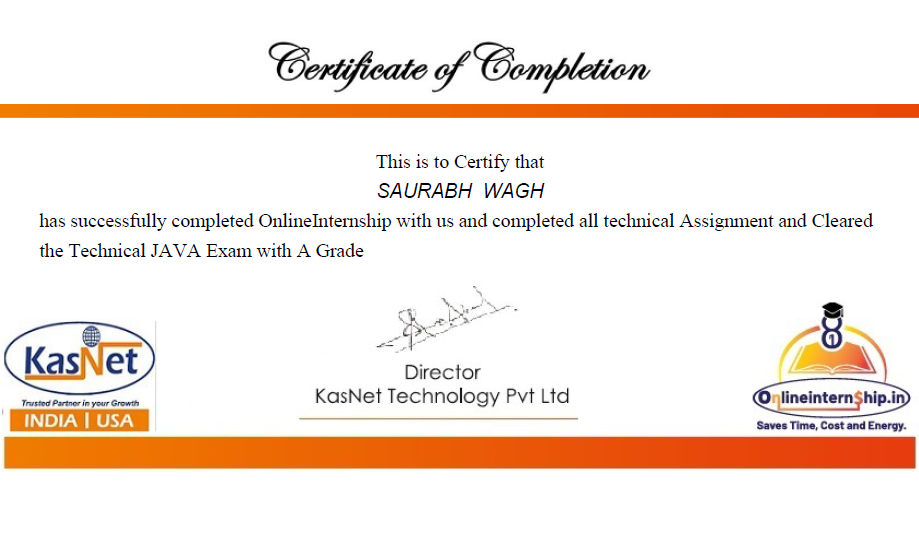 Certificate of Completion
This is to Certify that
SAURABH WAGH
has successfully completed OnlineInternship with us and completed all technical Assignment and Cleared
the Technical JAVA Exam with A Grade
KasNet
Trusted Partner in your Growth
INDIA | USA
Director
KasNet Technology Pvt Ltd
Onlineintern$hip.in
Saves Time, Cost and Energy.